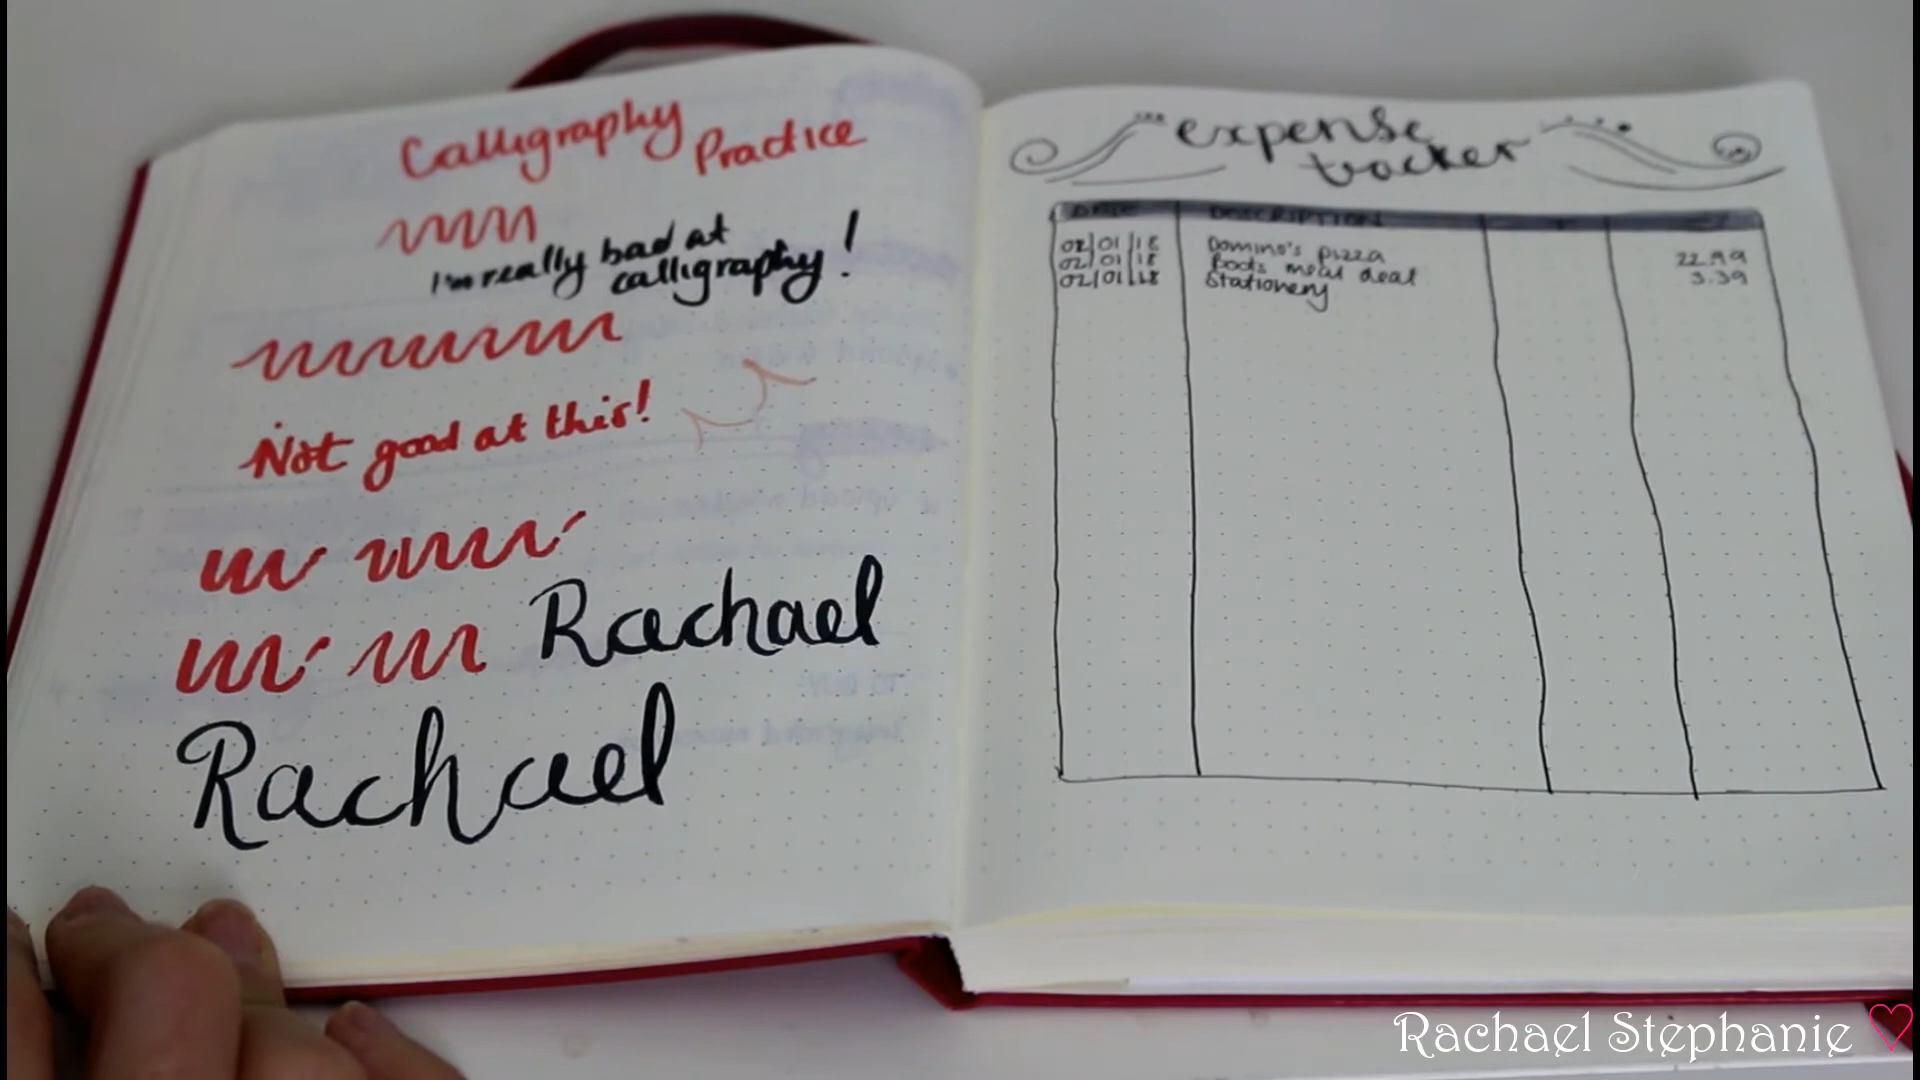 Calligraphy
Practice
I'm really bad at
calligraphy!
Not good at this!
Rachael
Rachael
expense
tracker
DATE DESCRIPTION
02/01/18 Domino's pizza 22.99
02/01/18 Boots meal deal 3.39
02/01/18 Stationery
Rachael Stephanie